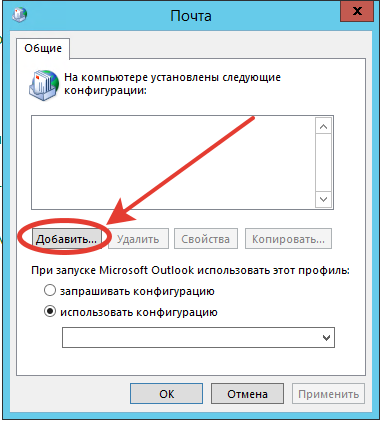 Почта
Общие
На компьютере установлены следующие
конфигурации:
Добавить...
Удалить
Свойства
Копировать...
При запуске Microsoft Outlook использовать этот профиль:
запрашивать конфигурацию
использовать конфигурацию
ОК
Отмена
Применить